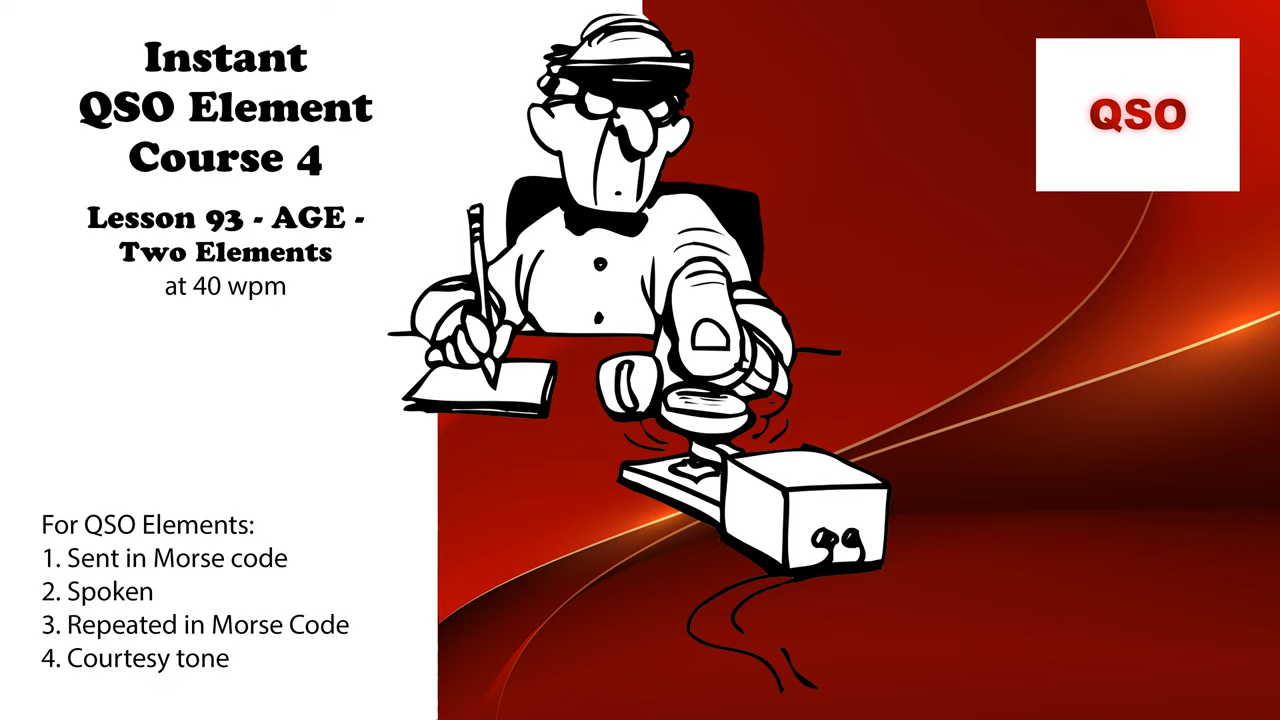 Instant
QSO Element
Course 4
Lesson 93 - AGE -
Two Elements
at 40 wpm
QSO
For QSO Elements:
1. Sent in Morse code
2. Spoken
3. Repeated in Morse Code
4. Courtesy tone